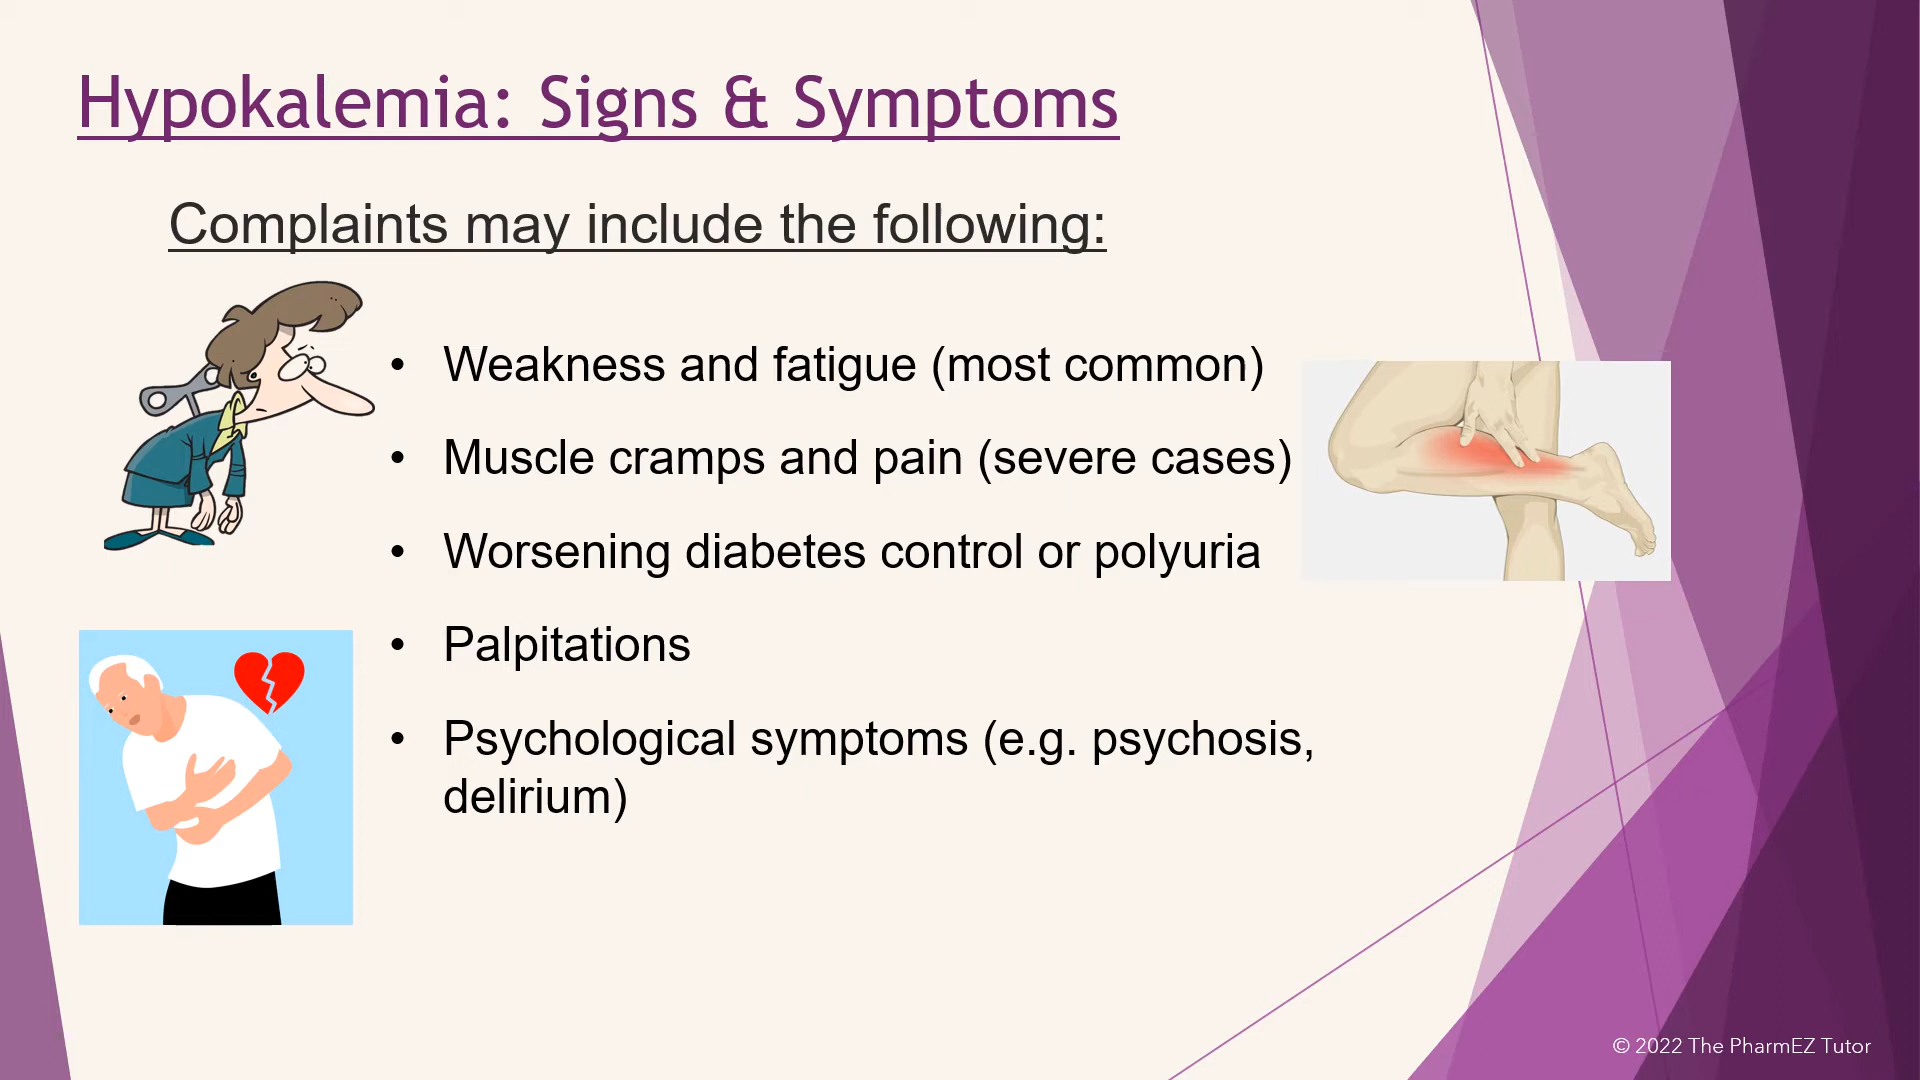 Hypokalemia: Signs & Symptoms
Complaints may include the following:
• Weakness and fatigue (most common)
• Muscle cramps and pain (severe cases)
• Worsening diabetes control or polyuria
• Palpitations
• Psychological symptoms (e.g. psychosis,
delirium)
© 2022 The PharmEZ Tutor